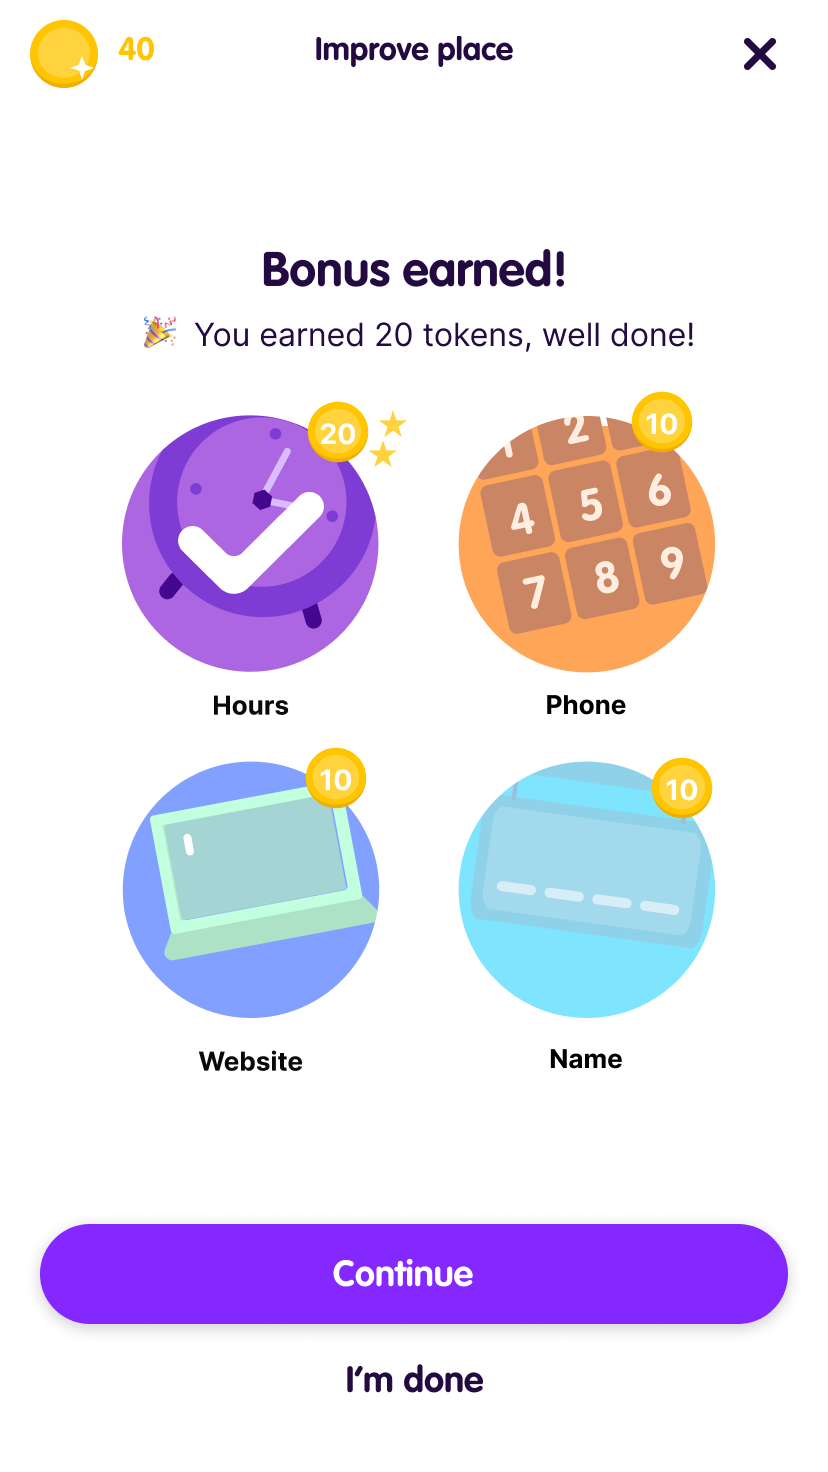 40
Improve place
Bonus earned!
You earned 20 tokens, well done!
20
10
1 2
4 5 6
7 8 9
Hours
Phone
10
10
Website
Name
Continue
I'm done